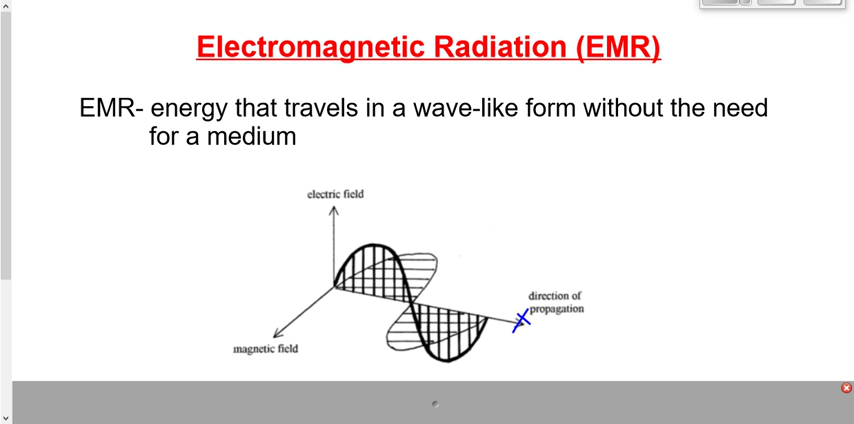 Electromagnetic Radiation (EMR)
EMR- energy that travels in a wave-like form without the need
for a medium
electric field
direction of
propagation
magnetic field